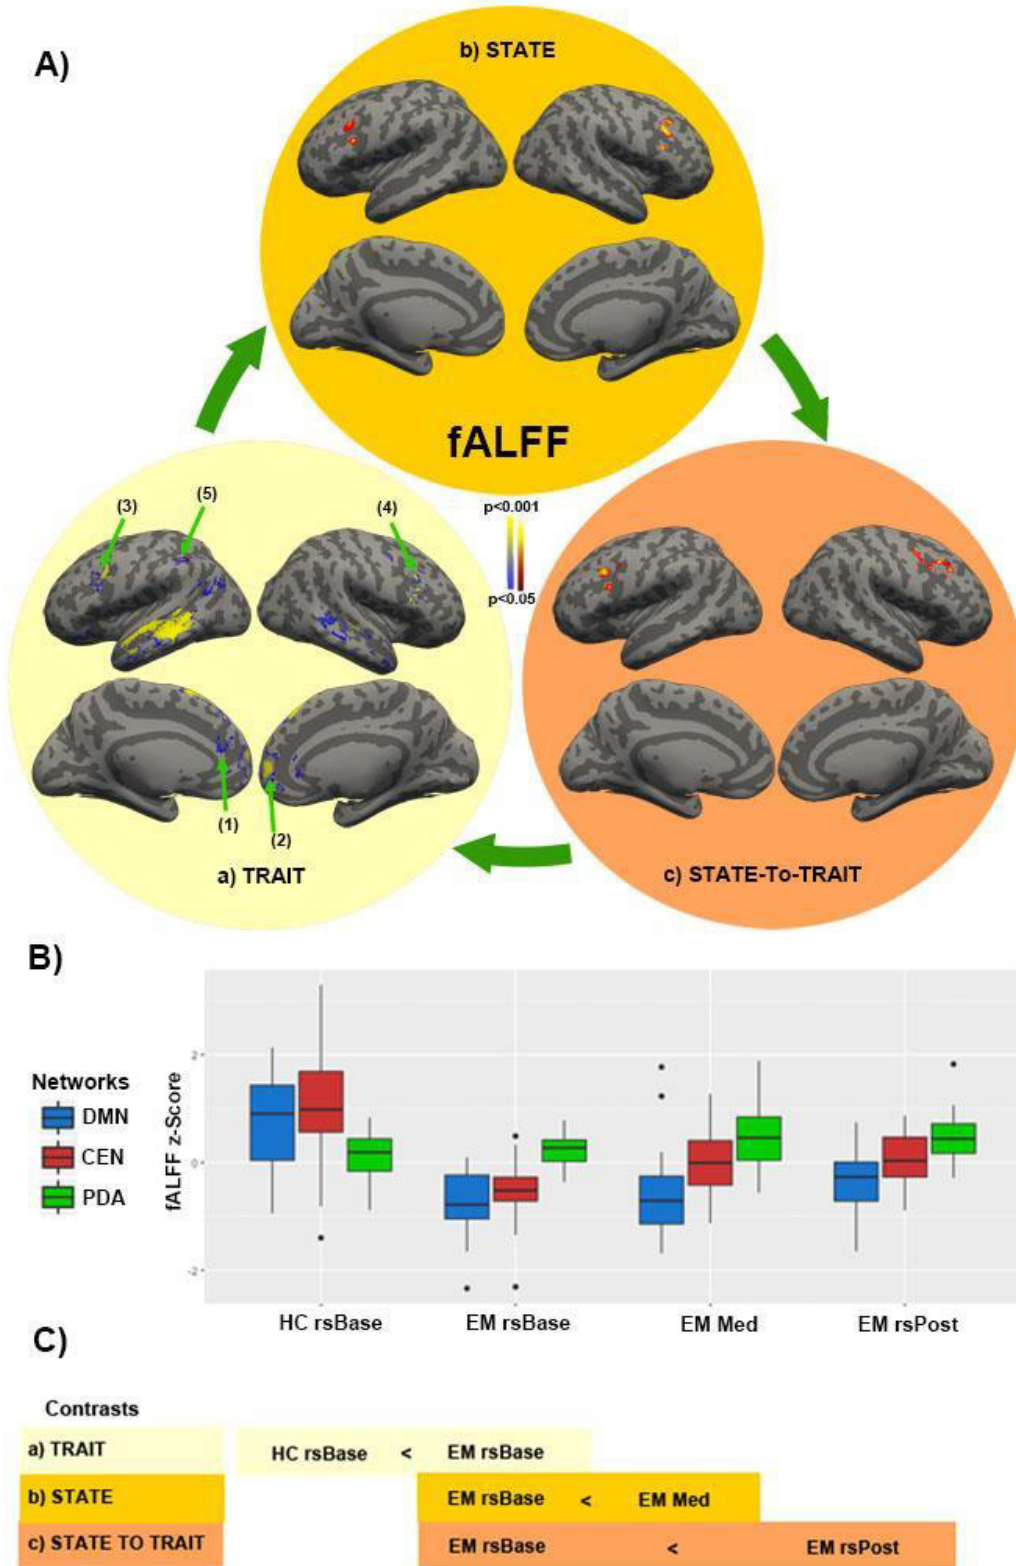 A)
b) STATE
fALFF
(3)
(5)
(4)
p<0.001
p<0.05
(1)
(2)
a) TRAIT
c) STATE-To-TRAIT
B)
Networks
DMN
CEN
PDA
fALFF z-Score
2
0
-2
HC rsBase EM rsBase EM Med EM rsPost
C)
Contrasts
a) TRAIT HC rsBase < EM rsBase
b) STATE EM rsBase < EM Med
c) STATE TO TRAIT EM rsBase < EM rsPost